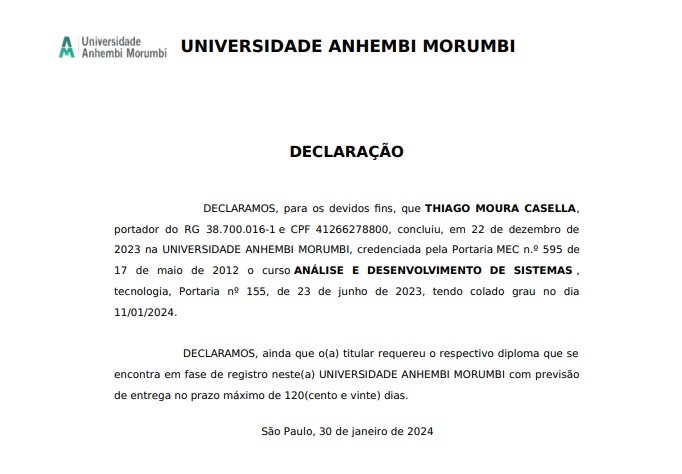 Universidade
Anhembi Morumbi
UNIVERSIDADE ANHEMBI MORUMBI
DECLARAÇÃO
DECLARAMOS, para os devidos fins, que THIAGO MOURA CASELLA,
portador do RG 38.700.016-1 e CPF 41266278800, concluiu, em 22 de dezembro de
2023 na UNIVERSIDADE ANHEMBI MORUMBI, credenciada pela Portaria MEC n.º 595 de
17 de maio de 2012 o curso ANÁLISE E DESENVOLVIMENTO DE SISTEMAS ,
tecnologia, Portaria nº 155, de 23 de junho de 2023, tendo colado grau no dia
11/01/2024.
DECLARAMOS, ainda que o(a) titular requereu o respectivo diploma que se
encontra em fase de registro neste(a) UNIVERSIDADE ANHEMBI MORUMBI com previsão
de entrega no prazo máximo de 120(cento e vinte) dias.
São Paulo, 30 de janeiro de 2024